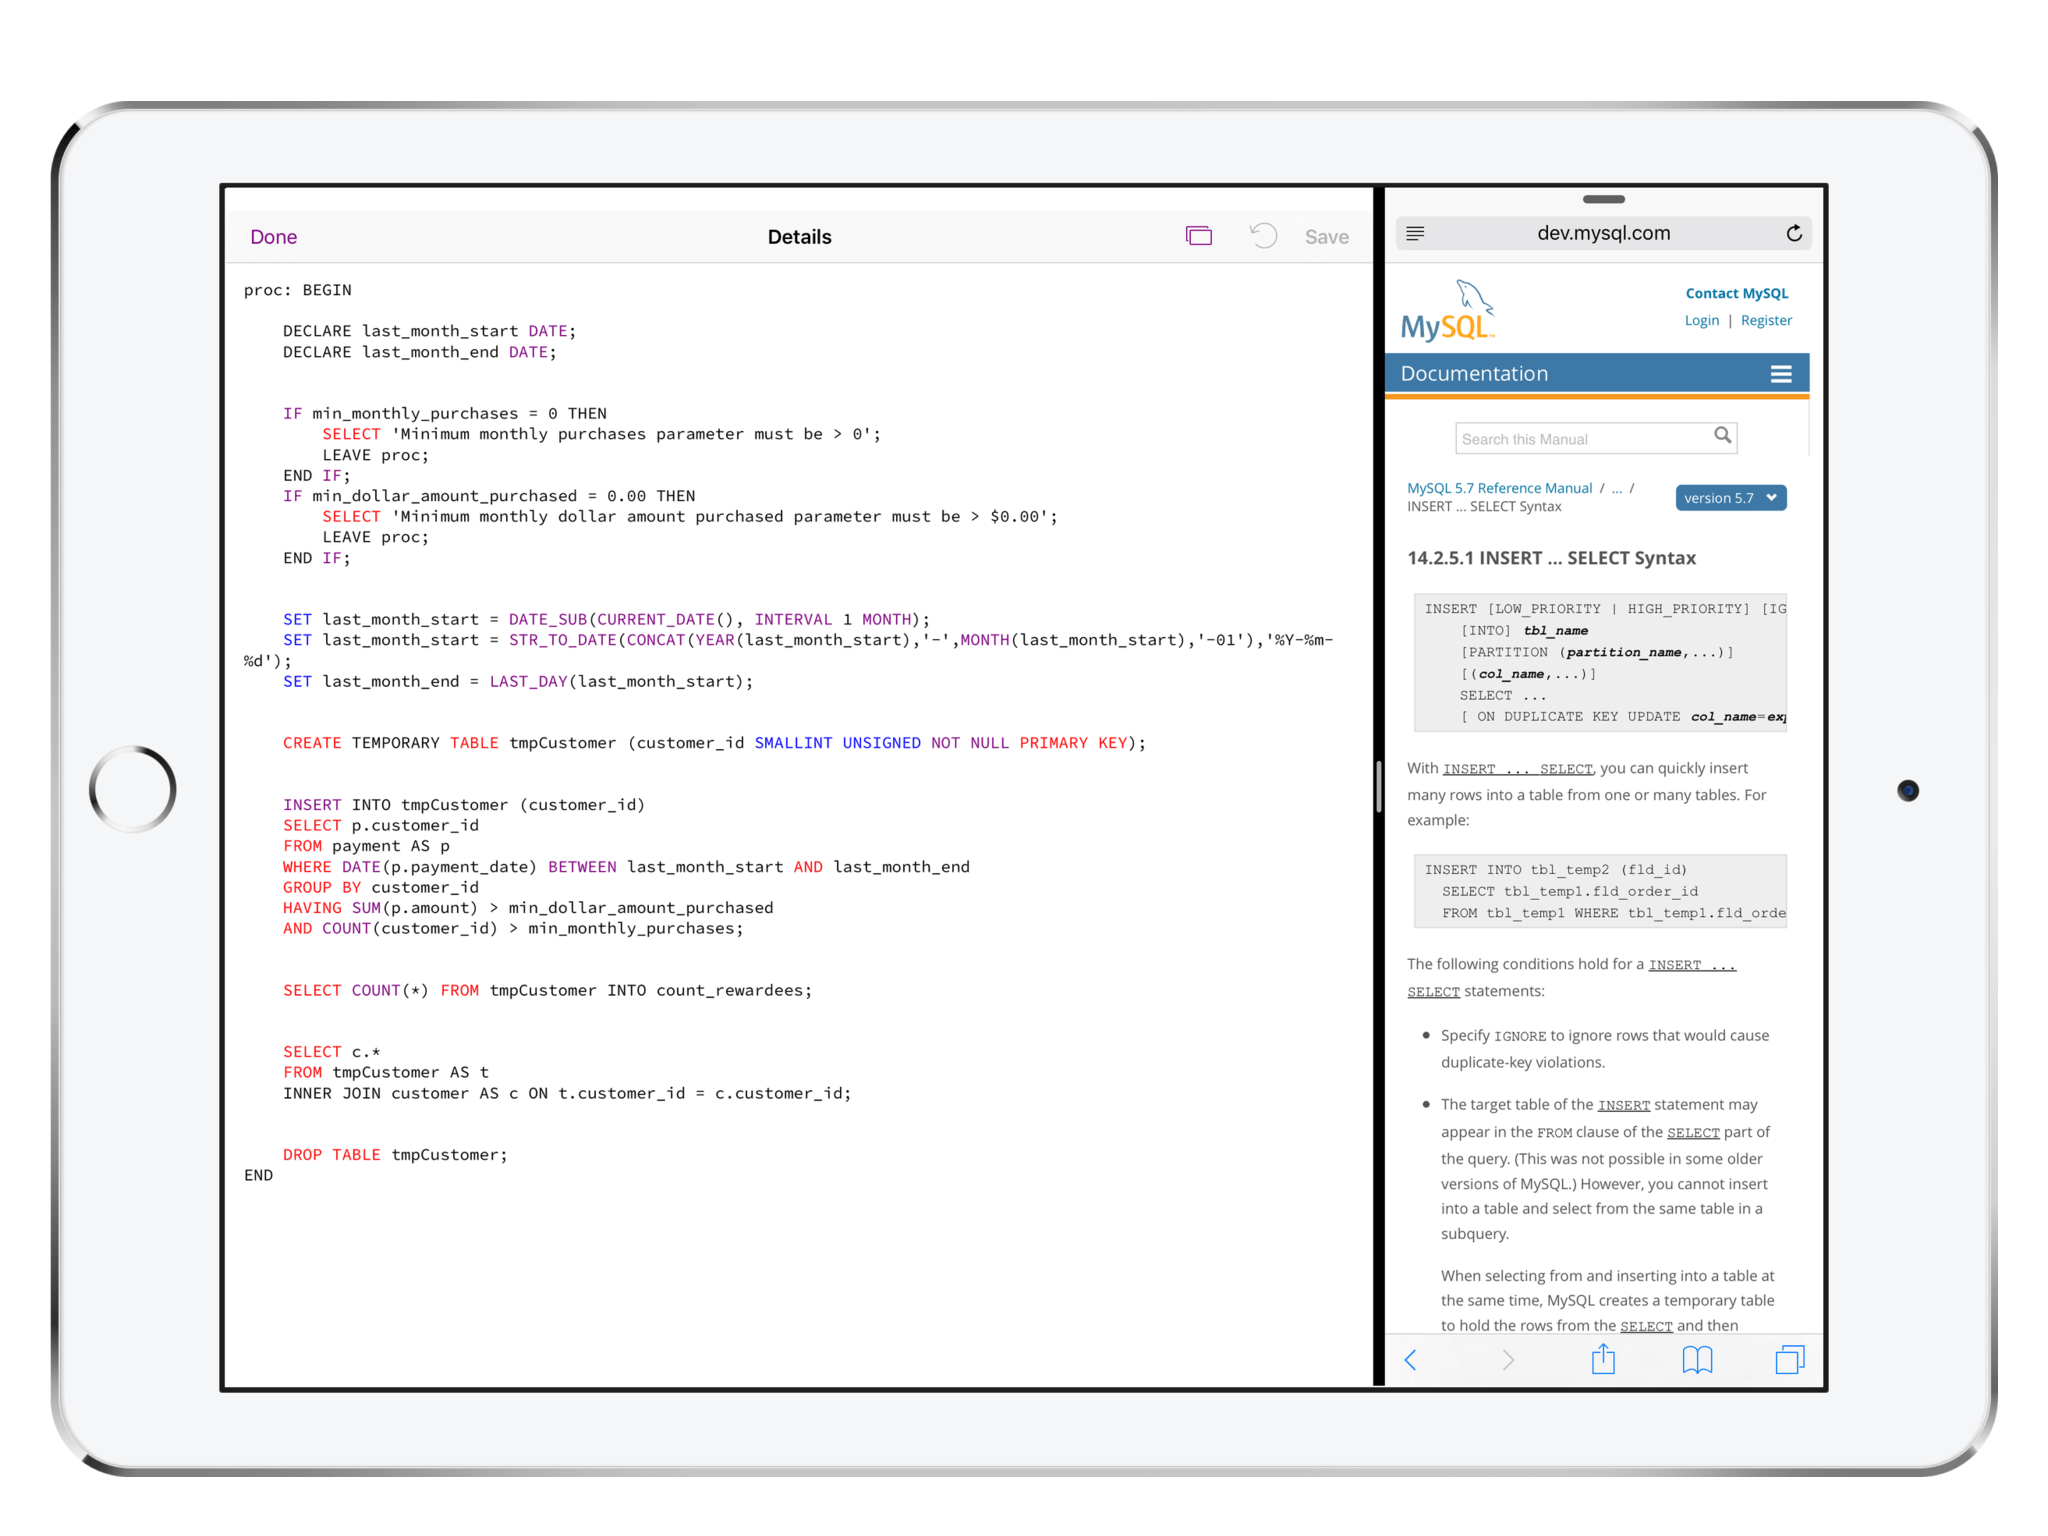 Done
Details
Save
proc: BEGIN
DECLARE last_month_start DATE;
DECLARE last_month_end DATE;
IF min_monthly_purchases = 0 THEN
SELECT 'Minimum monthly purchases parameter must be > 0';
LEAVE proc;
END IF;
IF min_dollar_amount_purchased = 0.00 THEN
SELECT 'Minimum monthly dollar amount purchased parameter must be > $0.00';
LEAVE proc;
END IF;
SET last_month_start = DATE_SUB(CURRENT_DATE(), INTERVAL 1 MONTH);
SET last_month_start = STR_TO_DATE(CONCAT(YEAR(last_month_start),'-',MONTH(last_month_start),'-01'),'%Y-%m-
%d');
SET last_month_end = LAST_DAY(last_month_start);
CREATE TEMPORARY TABLE tmpCustomer (customer_id SMALLINT UNSIGNED NOT NULL PRIMARY KEY);
INSERT INTO tmpCustomer (customer_id)
SELECT p.customer_id
FROM payment AS p
WHERE DATE(p.payment_date) BETWEEN last_month_start AND last_month_end
GROUP BY customer_id
HAVING SUM(p.amount) > min_dollar_amount_purchased
AND COUNT(customer_id) > min_monthly_purchases;
SELECT COUNT(*) FROM tmpCustomer INTO count_rewardees;
SELECT c.*
FROM tmpCustomer AS t
INNER JOIN customer AS c ON t.customer_id = c.customer_id;
DROP TABLE tmpCustomer;
END
dev.mysql.com
MySQL™
Contact MySQL
Login | Register
Documentation
Search this Manual
MySQL 5.7 Reference Manual / ... /
INSERT ... SELECT Syntax
version 5.7
14.2.5.1 INSERT ... SELECT Syntax
INSERT [LOW_PRIORITY | HIGH_PRIORITY] [IG
[INTO] tbl_name
[PARTITION (partition_name,...)]
[(col_name,...)]
SELECT ...
[ ON DUPLICATE KEY UPDATE col_name=exp
With INSERT ... SELECT, you can quickly insert
many rows into a table from one or many tables. For
example:
INSERT INTO tbl_temp2 (fld_id)
SELECT tbl_temp1.fld_order_id
FROM tbl_temp1 WHERE tbl_temp1.fld_orde
The following conditions hold for a INSERT ...
SELECT statements:
• Specify IGNORE to ignore rows that would cause
duplicate-key violations.
• The target table of the INSERT statement may
appear in the FROM clause of the SELECT part of
the query. (This was not possible in some older
versions of MySQL.) However, you cannot insert
into a table and select from the same table in a
subquery.
When selecting from and inserting into a table at
the same time, MySQL creates a temporary table
to hold the rows from the SELECT and then